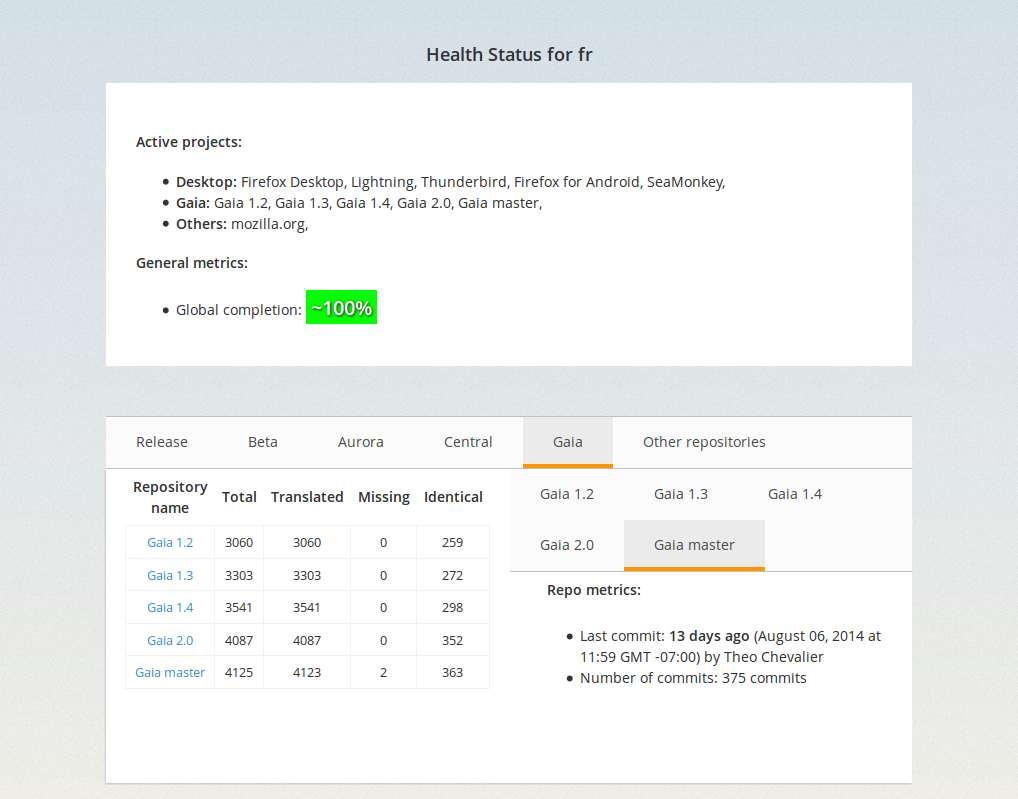 Health Status for fr
Active projects:
Desktop: Firefox Desktop, Lightning, Thunderbird, Firefox for Android, SeaMonkey,
Gaia: Gaia 1.2, Gaia 1.3, Gaia 1.4, Gaia 2.0, Gaia master,
Others: mozilla.org,
General metrics:
Global completion: ~100%
Release Beta Aurora Central Gaia Other repositories
Repository name Total Translated Missing Identical
Gaia 1.2 3060 3060 0 259
Gaia 1.3 3303 3303 0 272
Gaia 1.4 3541 3541 0 298
Gaia 2.0 4087 4087 0 352
Gaia master 4125 4123 2 363
Gaia 1.2 Gaia 1.3 Gaia 1.4
Gaia 2.0 Gaia master
Repo metrics:
Last commit: 13 days ago (August 06, 2014 at
11:59 GMT -07:00) by Theo Chevalier
Number of commits: 375 commits